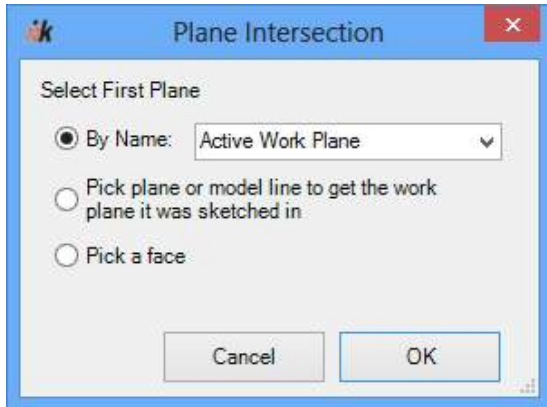 ik
Plane Intersection
Select First Plane
By Name: Active Work Plane
Pick plane or model line to get the work
plane it was sketched in
Pick a face
Cancel OK